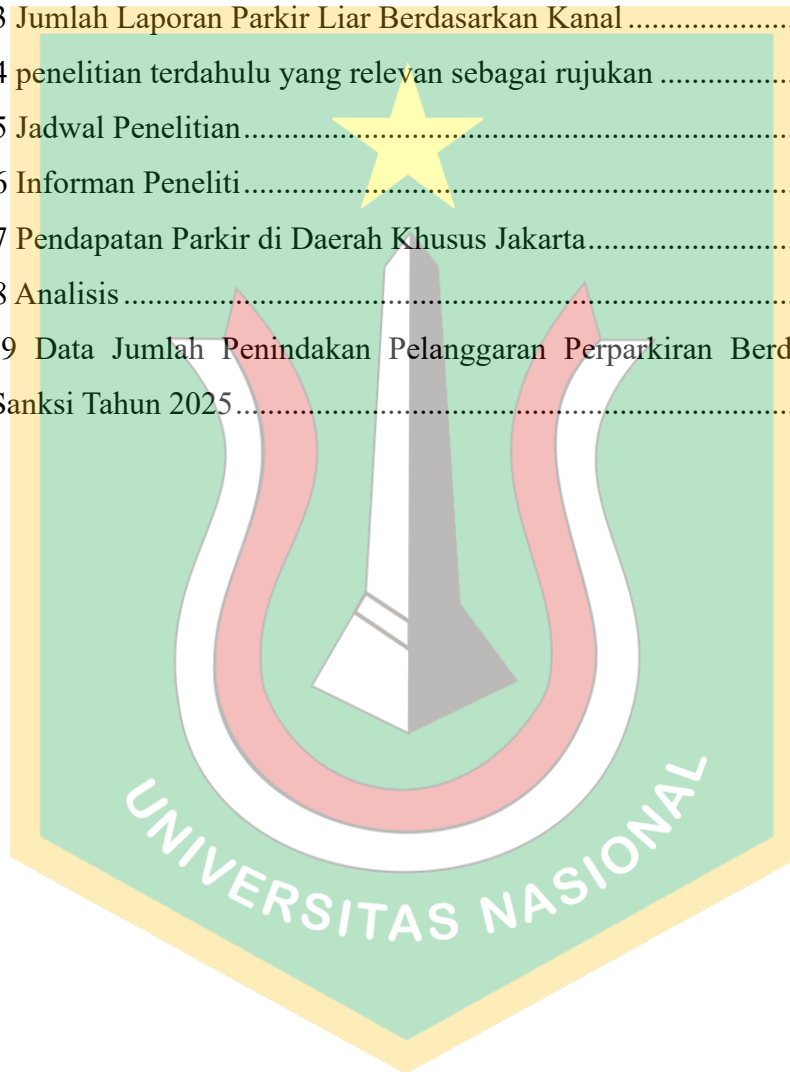 3 Jumlah Laporan Parkir Liar Berdasarkan Kanal....................
4 penelitian terdahulu yang relevan sebagai rujukan................
5 Jadwal Penelitian....................................................................
6 Informan Peneliti....................................................................
7 Pendapatan Parkir di Daerah Khusus Jakarta.........................
8 Analisis...................................................................................
9 Data Jumlah Penindakan Pelanggaran Perparkiran Berd
Sanksi Tahun 2025.....................................................................
UNIVERSITAS NASIONAL